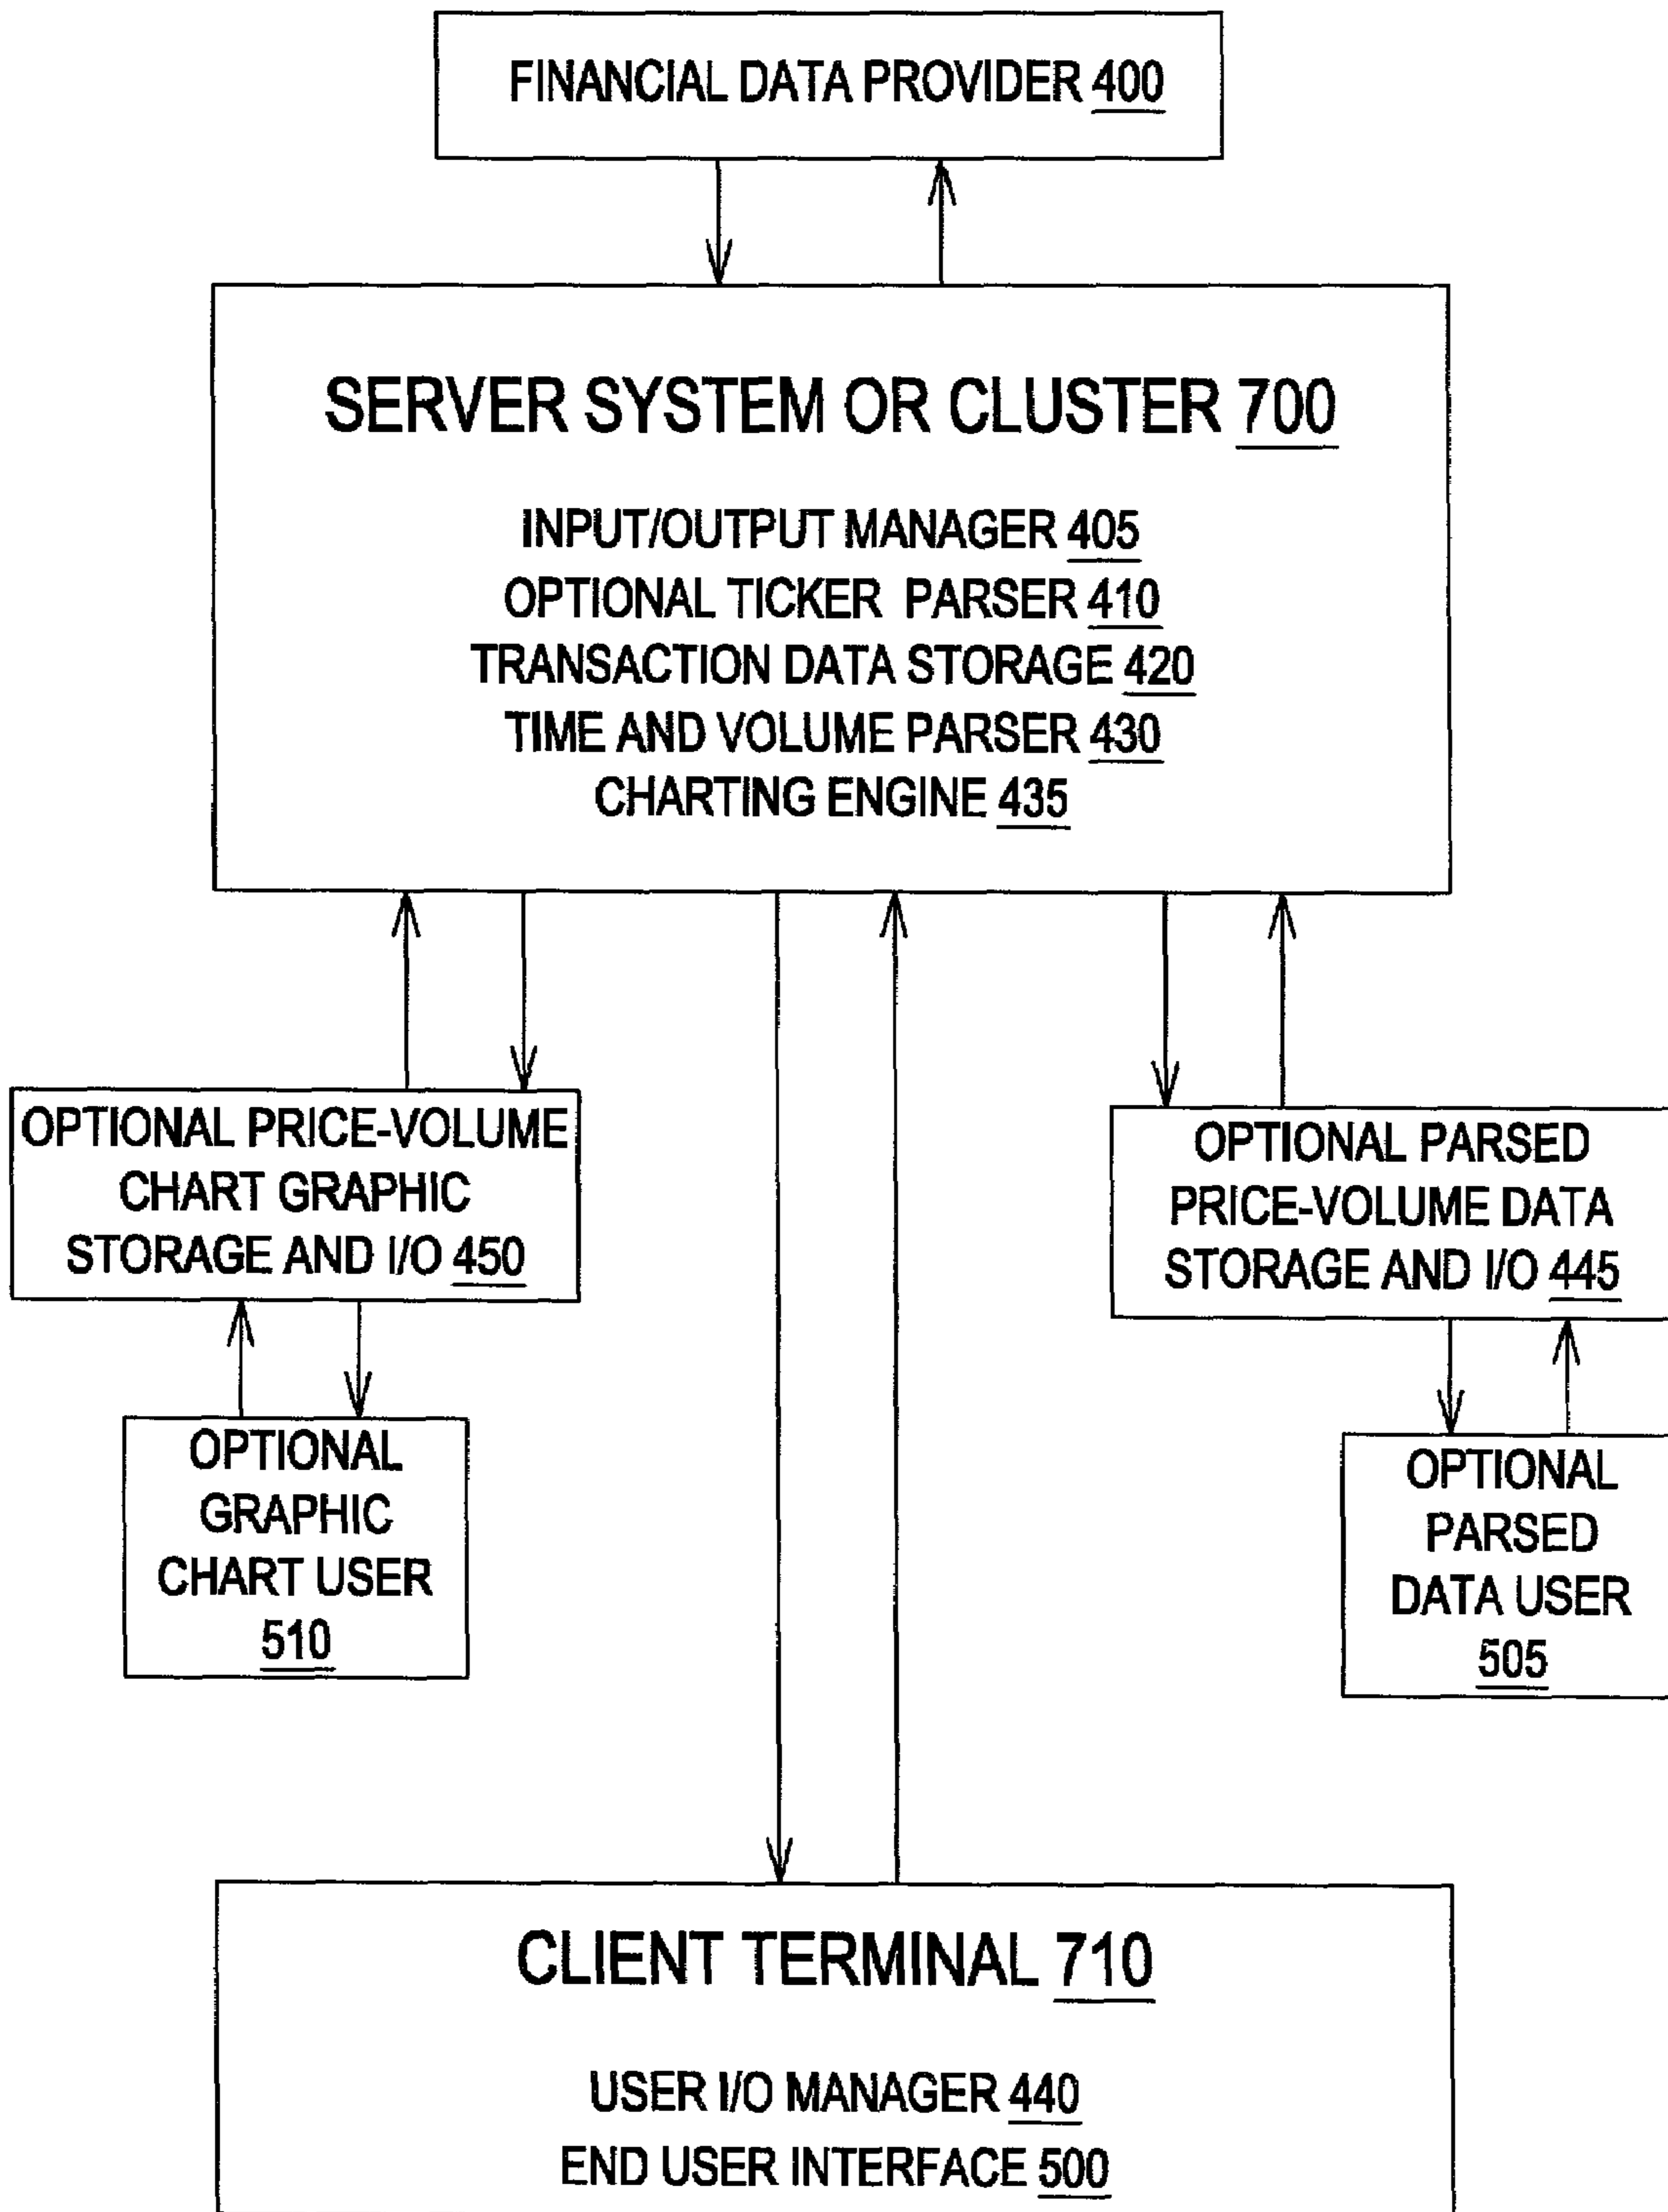 FINANCIAL DATA PROVIDER 400
SERVER SYSTEM OR CLUSTER 700
INPUT/OUTPUT MANAGER 405
OPTIONAL TICKER PARSER 410
TRANSACTION DATA STORAGE 420
TIME AND VOLUME PARSER 430
CHARTING ENGINE 435
OPTIONAL PRICE-VOLUME
CHART GRAPHIC
STORAGE AND I/O 450
OPTIONAL PARSED
PRICE-VOLUME DATA
STORAGE AND I/O 445
OPTIONAL
GRAPHIC
CHART USER
510
OPTIONAL
PARSED
DATA USER
505
CLIENT TERMINAL 710
USER I/O MANAGER 440
END USER INTERFACE 500